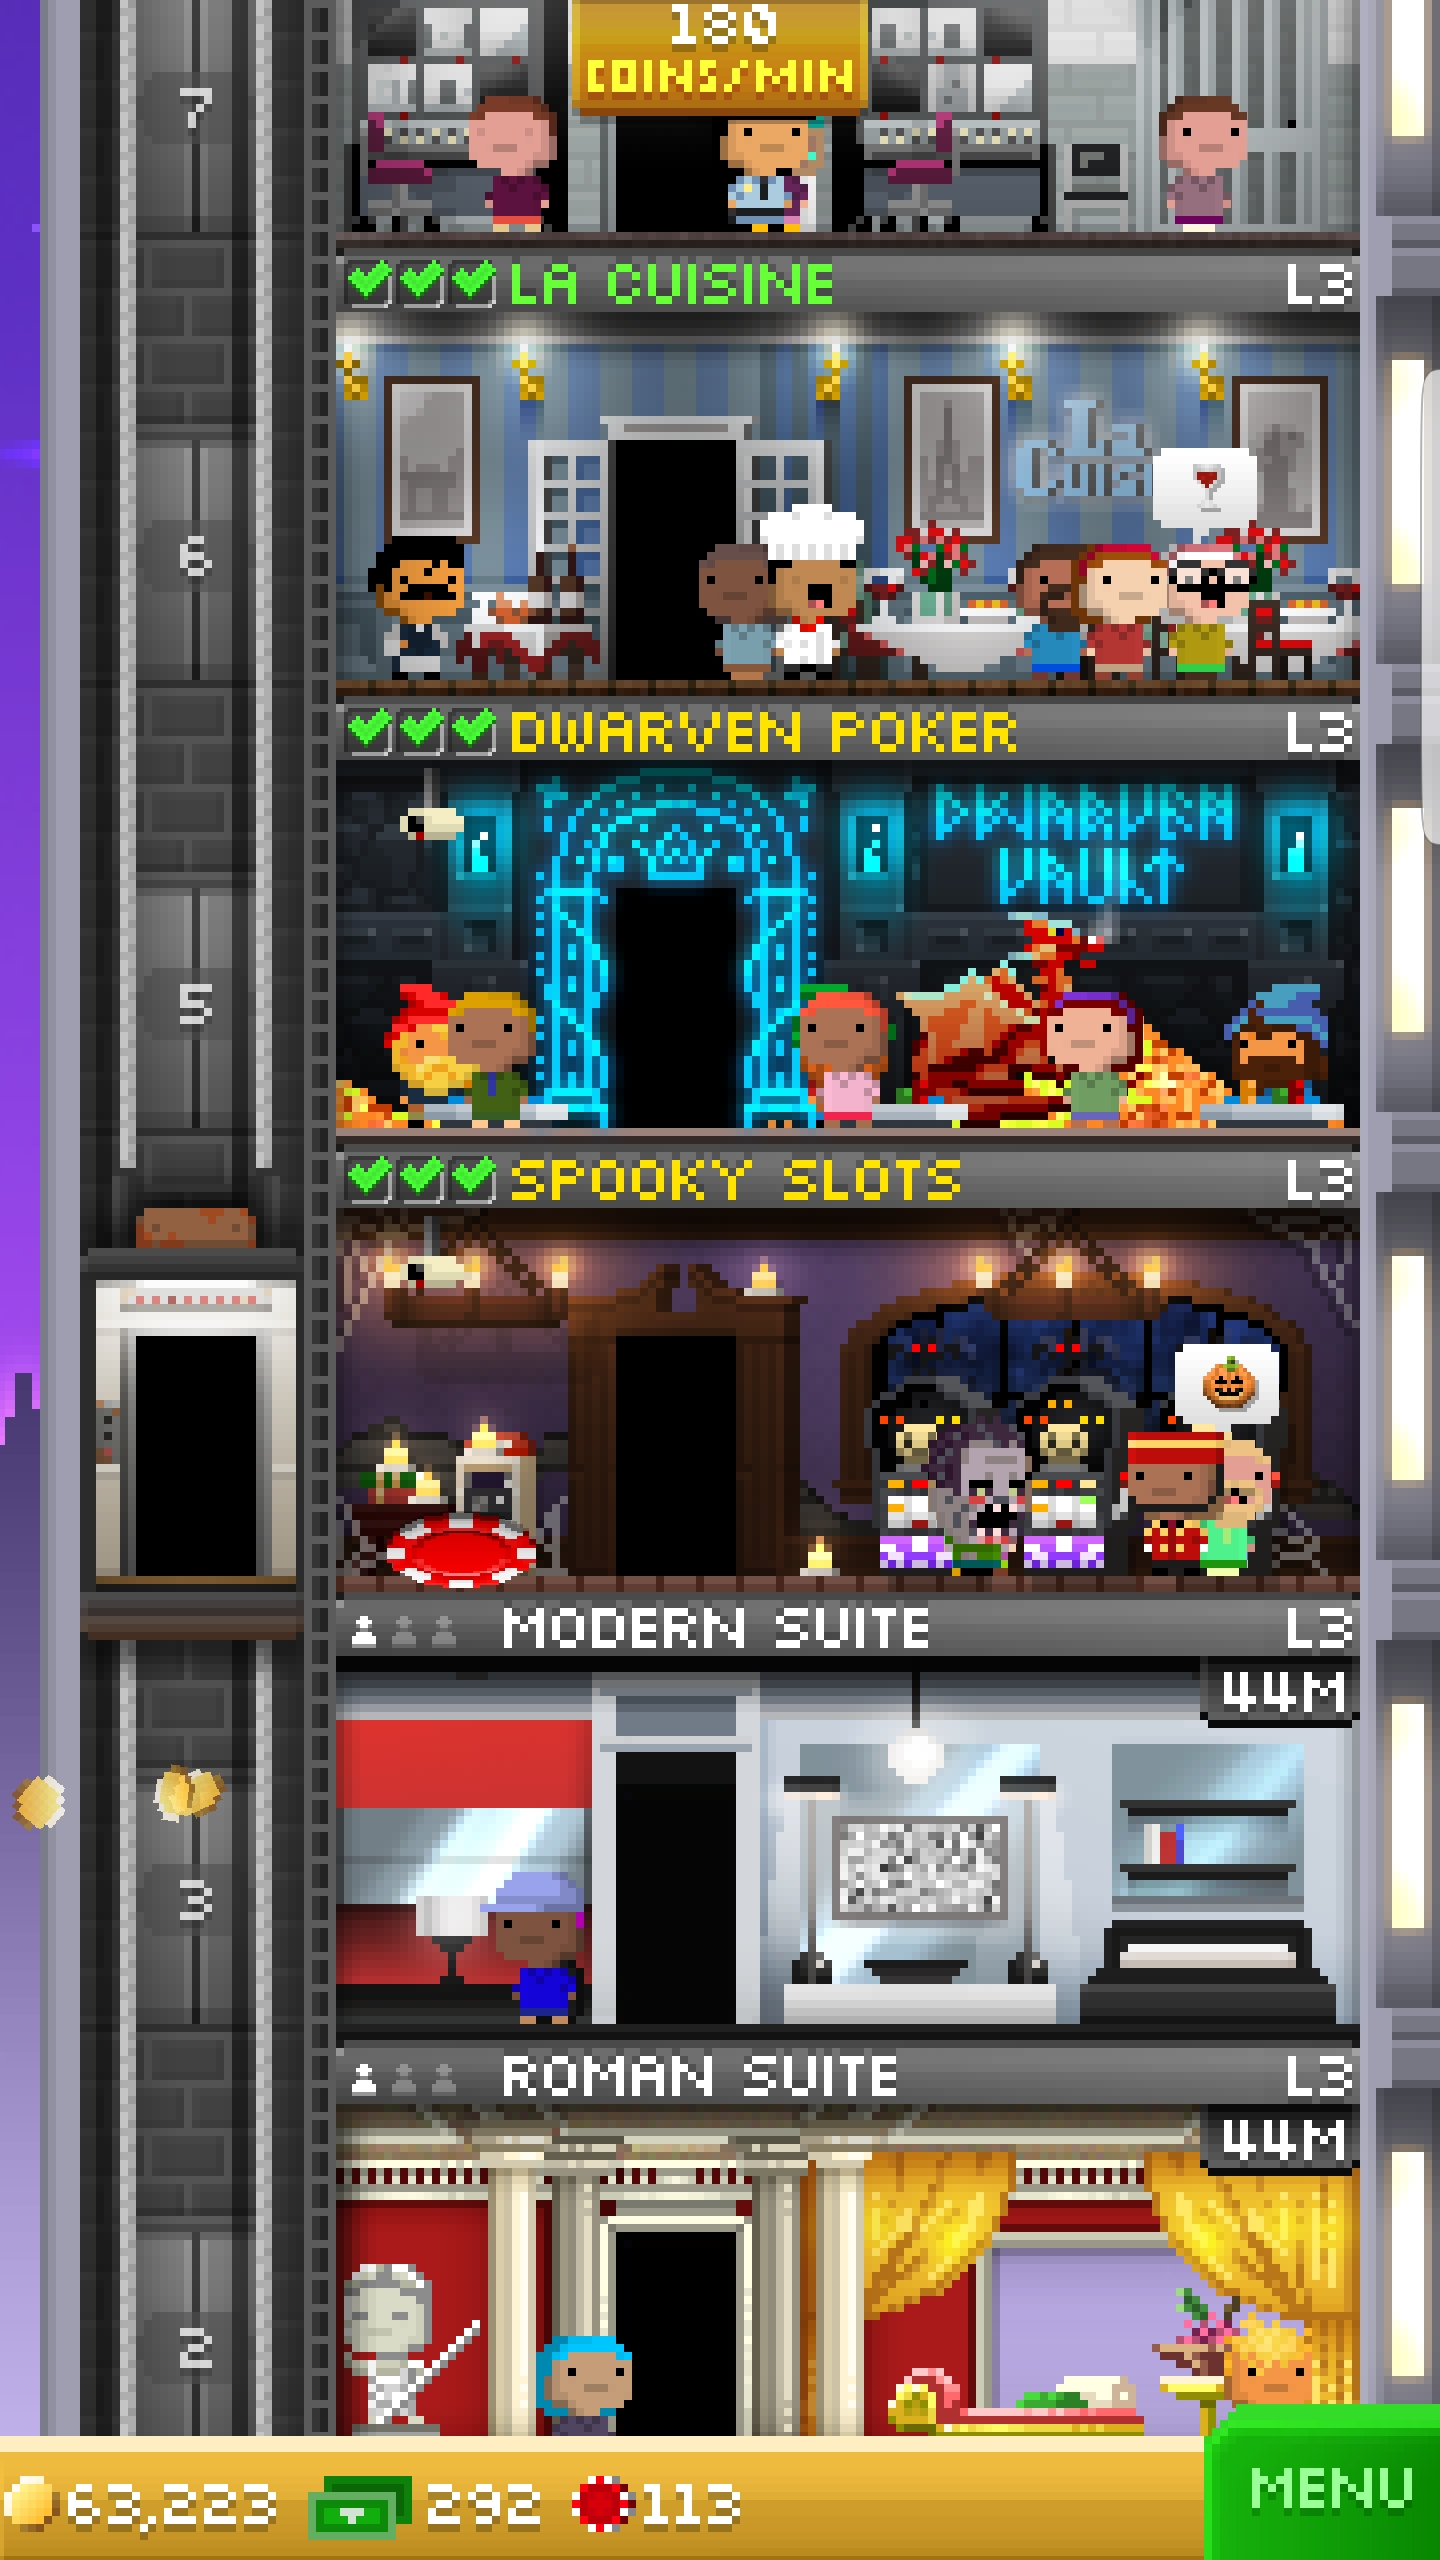 180
COINS/MIN
7
LA CUISINE L3
La
6
DWARVEN POKER L3
DWARVEN
VAULT
5
SPOOKY SLOTS L3
MODERN SUITE L3
44M
3
ROMAN SUITE L3
44M
2
63,223 292 113
MENU